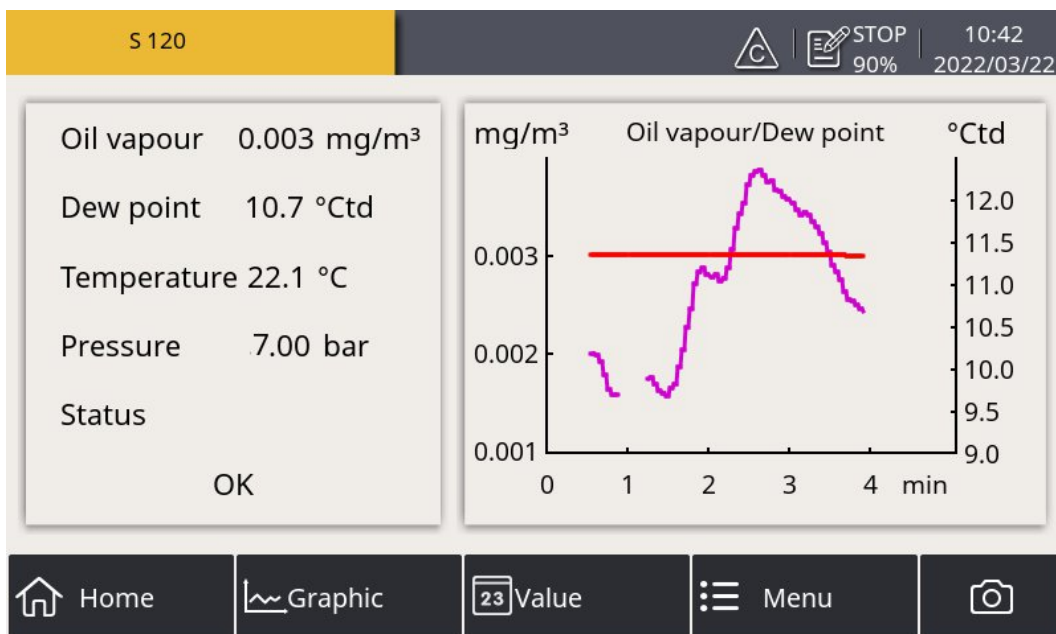 S 120
C
STOP
90%
10:42
2022/03/22
Oil vapour 0.003 mg/m³
Dew point 10.7 °Ctd
Temperature 22.1 °C
Pressure .7.00 bar
Status
OK
mg/m³ Oil vapour/Dew point °Ctd
0.003
0.002
0.001
12.0
11.5
11.0
10.5
10.0
9.5
9.0
0 1 2 3 4 min
Home
Graphic
23 Value
Menu